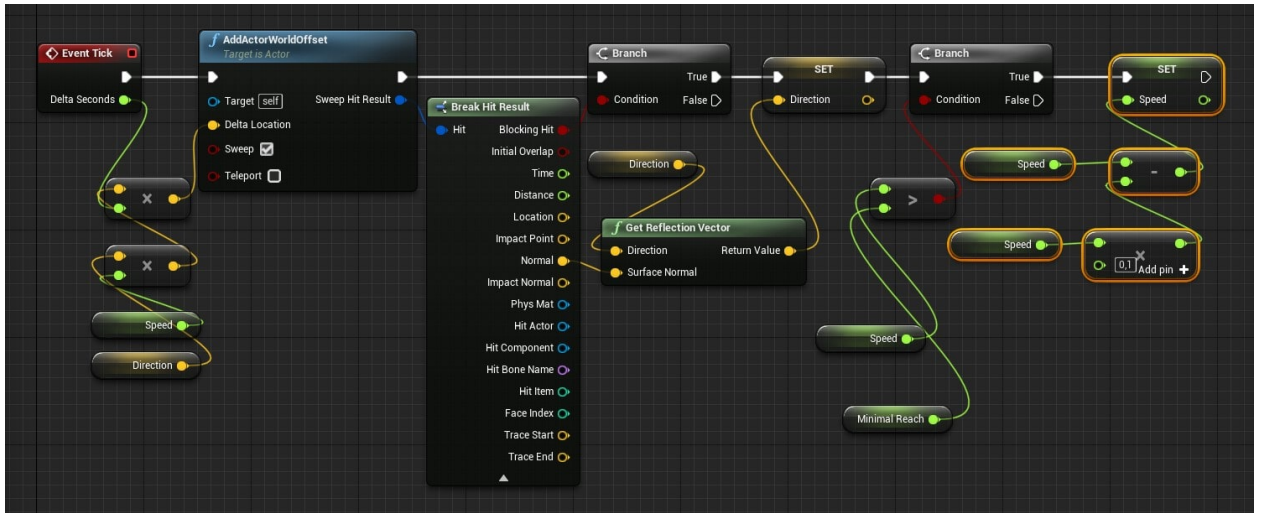 Event Tick
Delta Seconds
f AddActorWorldOffset
Target is Actor
Target self
Sweep Hit Result
Delta Location
Sweep
Teleport
×
×
Speed
Direction
Break Hit Result
Hit
Blocking Hit
Initial Overlap
Time
Distance
Location
Impact Point
Normal
Impact Normal
Phys Mat
Hit Actor
Hit Component
Hit Bone Name
Hit Item
Face Index
Trace Start
Trace End
Branch
True
Condition
False
Direction
f Get Reflection Vector
Direction
Return Value
Surface Normal
SET
Direction
Branch
True
Condition
False
>
Speed
Minimal Reach
SET
Speed
Speed
-
Speed
×
0,1
Add pin +